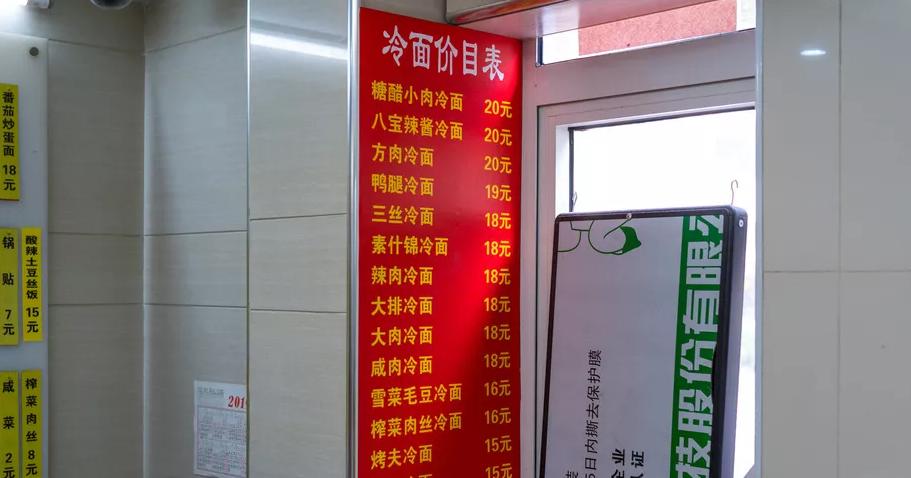 番茄炒蛋面 18元
锅贴 7元
酸辣土豆丝饭 15元
咸菜 2元
榨菜肉丝 8元
201
冷面价目表
糖醋小肉冷面 20元
八宝辣酱冷面 20元
方肉冷面 20元
鸭腿冷面 19元
三丝冷面 18元
素什锦冷面 18元
辣肉冷面 18元
大排冷面 18元
大肉冷面 18元
咸肉冷面 18元
雪菜毛豆冷面 16元
榨菜肉丝冷面 16元
烤夫冷面 15元
15元
技股份有限
5日内撕去保护膜
企业
认证